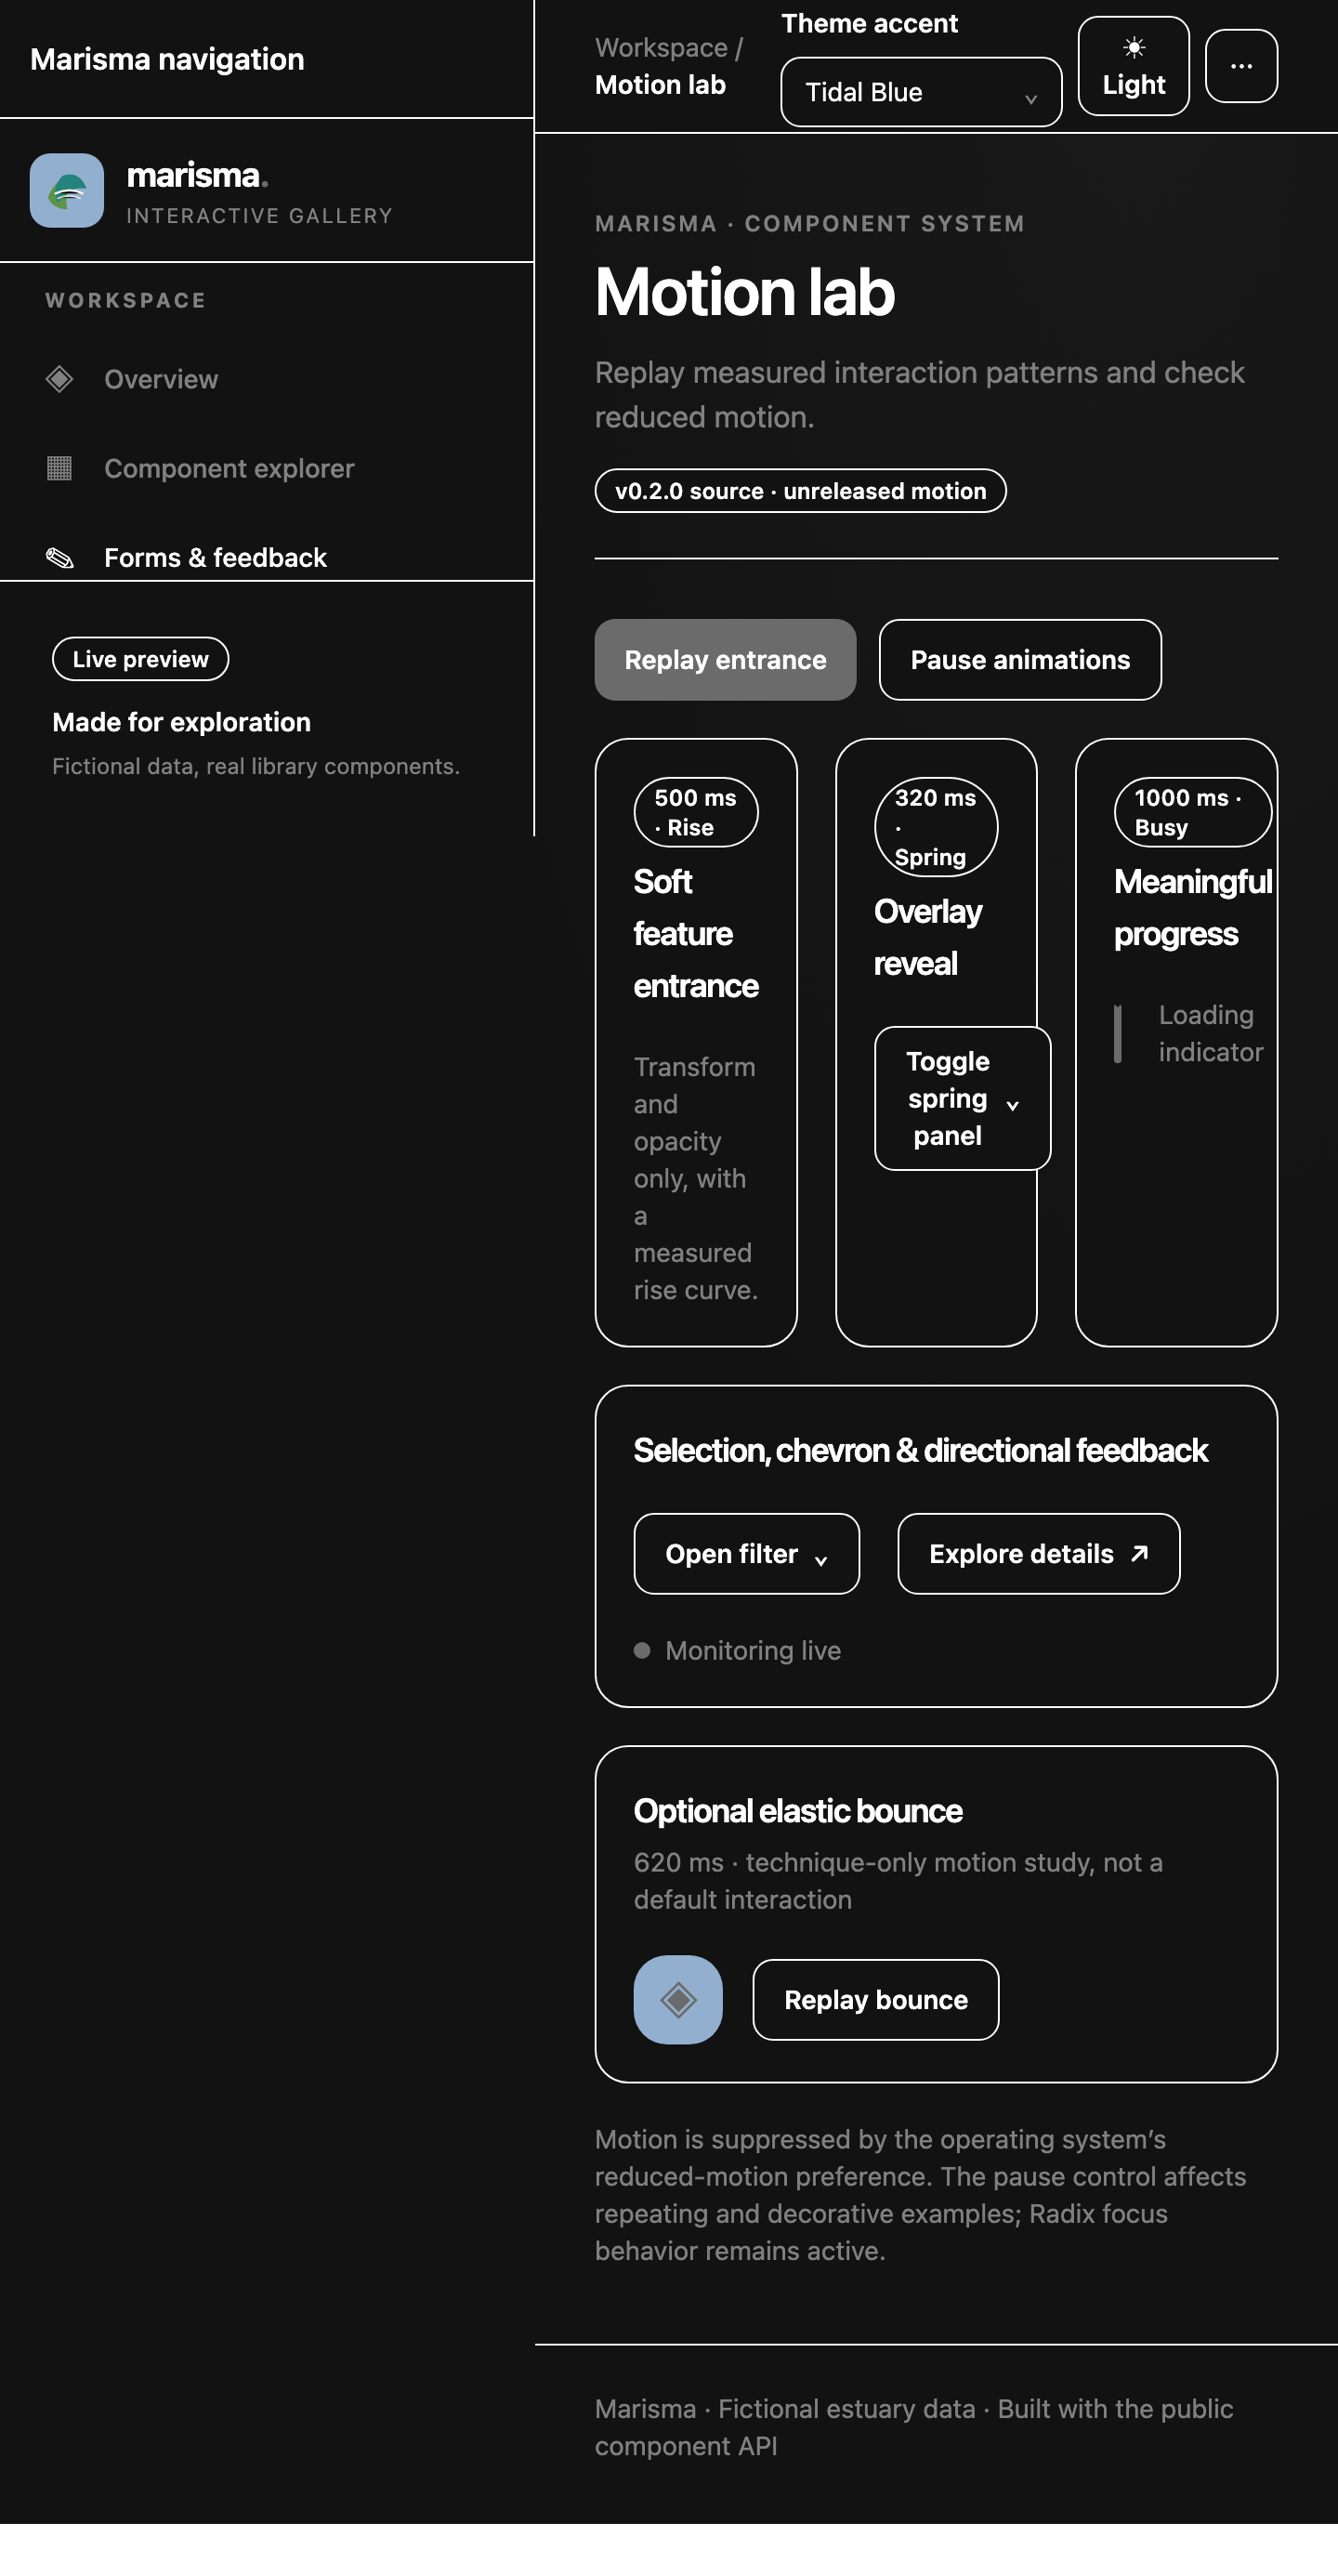 Marisma navigation
marisma.
INTERACTIVE GALLERY
WORKSPACE
Overview
Component explorer
Forms & feedback
Live preview
Made for exploration
Fictional data, real library components.
Workspace /
Motion lab
Theme accent
Tidal Blue
Light
MARISMA · COMPONENT SYSTEM
Motion lab
Replay measured interaction patterns and check
reduced motion.
v0.2.0 source · unreleased motion
Replay entrance
Pause animations
500 ms
· Rise
Soft
feature
entrance
Transform
and
opacity
only, with
a
measured
rise curve.
320 ms
·
Spring
Overlay
reveal
Toggle
spring
panel
1000 ms ·
Busy
Meaningful
progress
Loading
indicator
Selection, chevron & directional feedback
Open filter
Explore details
Monitoring live
Optional elastic bounce
620 ms · technique-only motion study, not a
default interaction
Replay bounce
Motion is suppressed by the operating system’s
reduced-motion preference. The pause control affects
repeating and decorative examples; Radix focus
behavior remains active.
Marisma · Fictional estuary data · Built with the public
component API